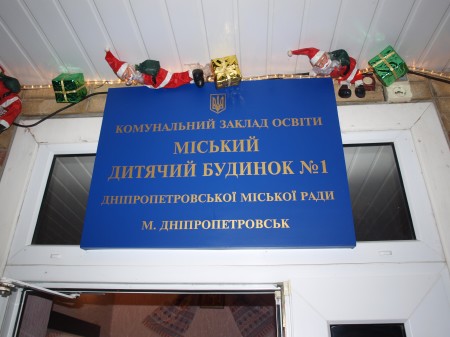 КОМУНАЛЬНИЙ ЗАКЛАД ОСВІТИ
МІСЬКИЙ
ДИТЯЧИЙ БУДИНОК №1
ДНІПРОПЕТРОВСЬКОЇ МІСЬКОЇ РАДИ
М. ДНІПРОПЕТРОВСЬК